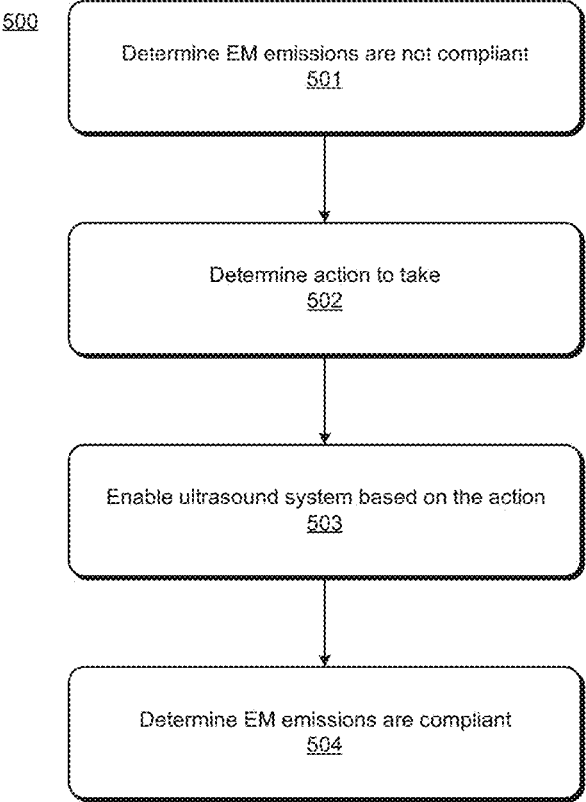 500
Determine EM emissions are not compliant
501
Determine action to take
502
Enable ultrasound system based on the action
503
Determine EM emissions are compliant
504